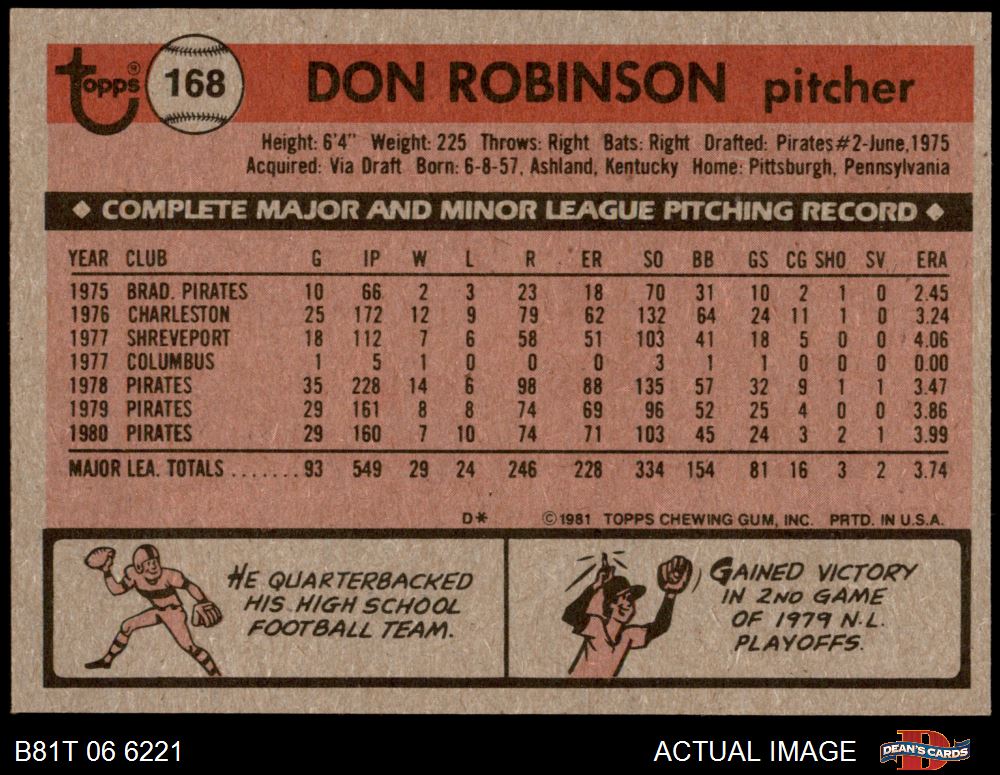 Topps ® 168 DON ROBINSON pitcher
Height: 6'4" Weight: 225 Throws: Right Bats: Right Drafted: Pirates#2-June,1975
Acquired: Via Draft Born: 6-8-57, Ashland, Kentucky Home: Pittsburgh, Pennsylvania
◆ COMPLETE MAJOR AND MINOR LEAGUE PITCHING RECORD ◆
YEAR CLUB G IP W L R ER SO BB GS CG SHO SV ERA
1975 BRAD. PIRATES 10 66 2 3 23 18 70 31 10 2 1 0 2.45
1976 CHARLESTON 25 172 12 9 79 62 132 64 24 11 1 0 3.24
1977 SHREVEPORT 18 112 7 6 58 51 103 41 18 5 0 0 4.06
1977 COLUMBUS 1 5 1 0 0 0 3 1 1 0 0 0 0.00
1978 PIRATES 35 228 14 6 98 88 135 57 32 9 1 1 3.47
1979 PIRATES 29 161 8 8 74 69 96 52 25 4 0 0 3.86
1980 PIRATES 29 160 7 10 74 71 103 45 24 3 2 1 3.99
MAJOR LEA. TOTALS ....... 93 549 29 24 246 228 334 154 81 16 3 2 3.74
D* © 1981 TOPPS CHEWING GUM, INC. PRTD. IN U.S.A.
HE QUARTERBACKED
HIS HIGH SCHOOL
FOOTBALL TEAM.
GAINED VICTORY
IN 2ND GAME
OF 1979 N.L.
PLAYOFFS.
B81T 06 6221 ACTUAL IMAGE D DEAN'S CARDS